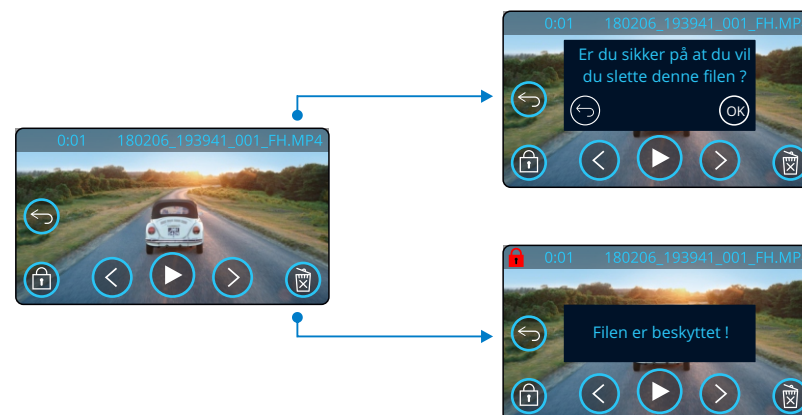 0:01 180206_193941_001_FH.MP4
0:01 180206_193941_001_FH.MP
Er du sikker på at du vil
du slette denne filen ?
OK
0:01 180206_193941_001_FH.MP
Filen er beskyttet !